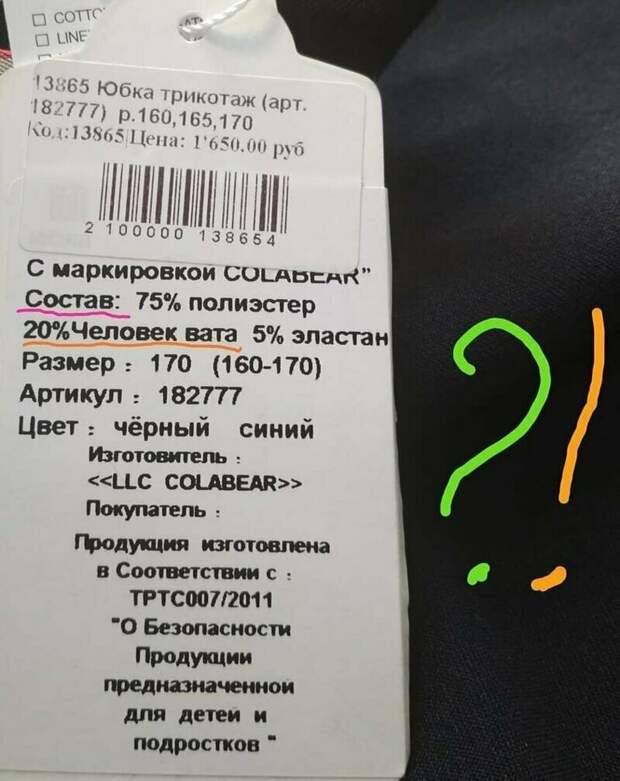 COTTO
LINE
13865 Юбка трикотаж (арт.
182777) р.160,165,170
Код:13865 Цена: 1'650.00 руб
2 100000 138654
С маркировкой COLABEAR"
Состав: 75% полиэстер
20%Человек вата 5% эластан
Размер : 170 (160-170)
Артикул : 182777
Цвет : чёрный синий
Изготовитель :
<<LLC COLABEAR>>
Покупатель :
Продукция изготовлена
в Соответствии с :
ТРТС007/2011
"О Безопасности
Продукции
предназначенной
для детей и
подростков "
?!